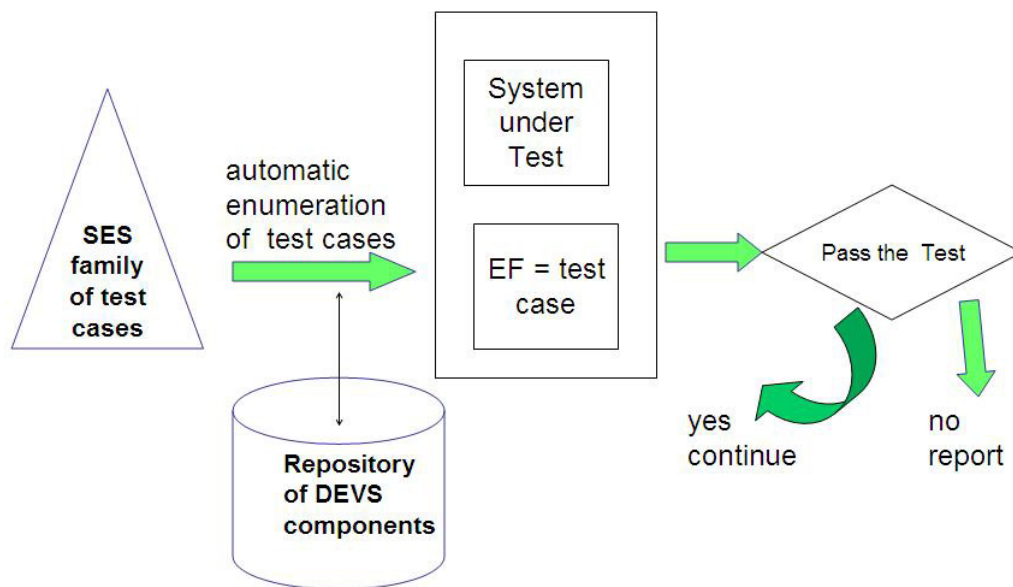 SES
family
of test
cases
automatic
enumeration
of test cases
Repository
of DEVS
components
System
under
Test
EF = test
case
Pass the Test
yes
continue
no
report